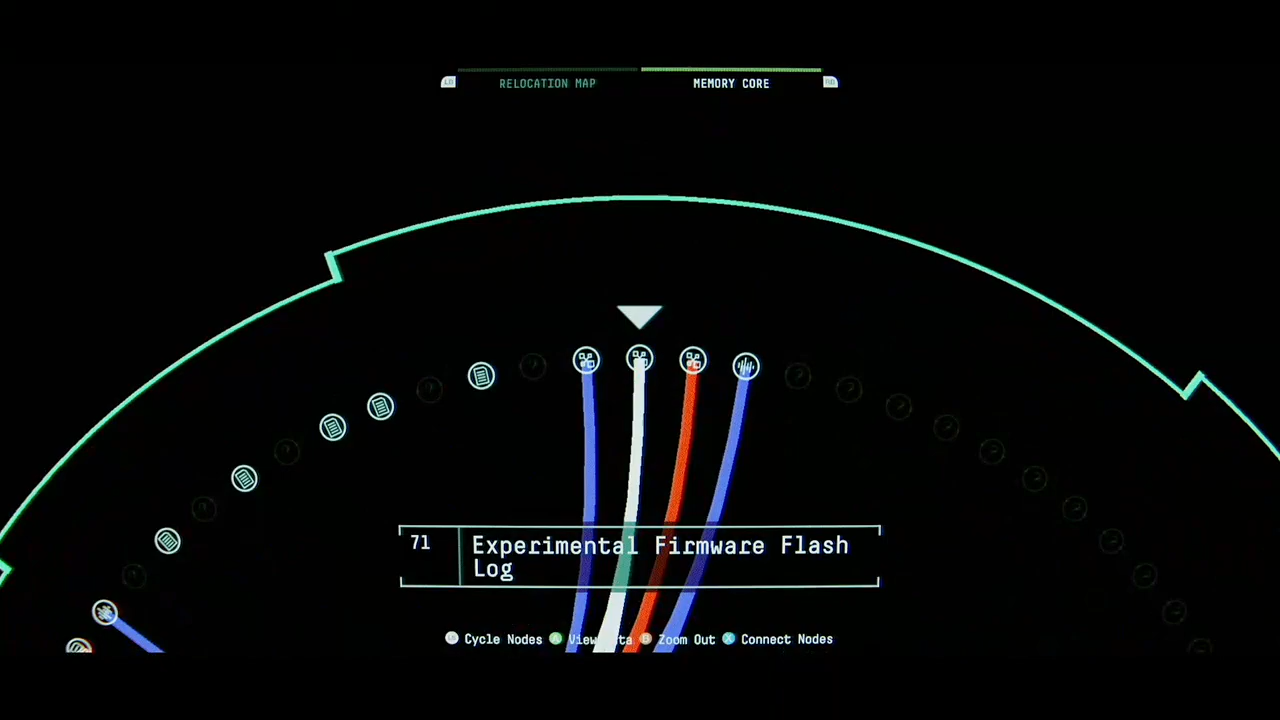 RELOCATION MAP
MEMORY CORE
71
Experimental Firmware Flash
Log
Cycle Nodes
Zoom Out
Connect Nodes